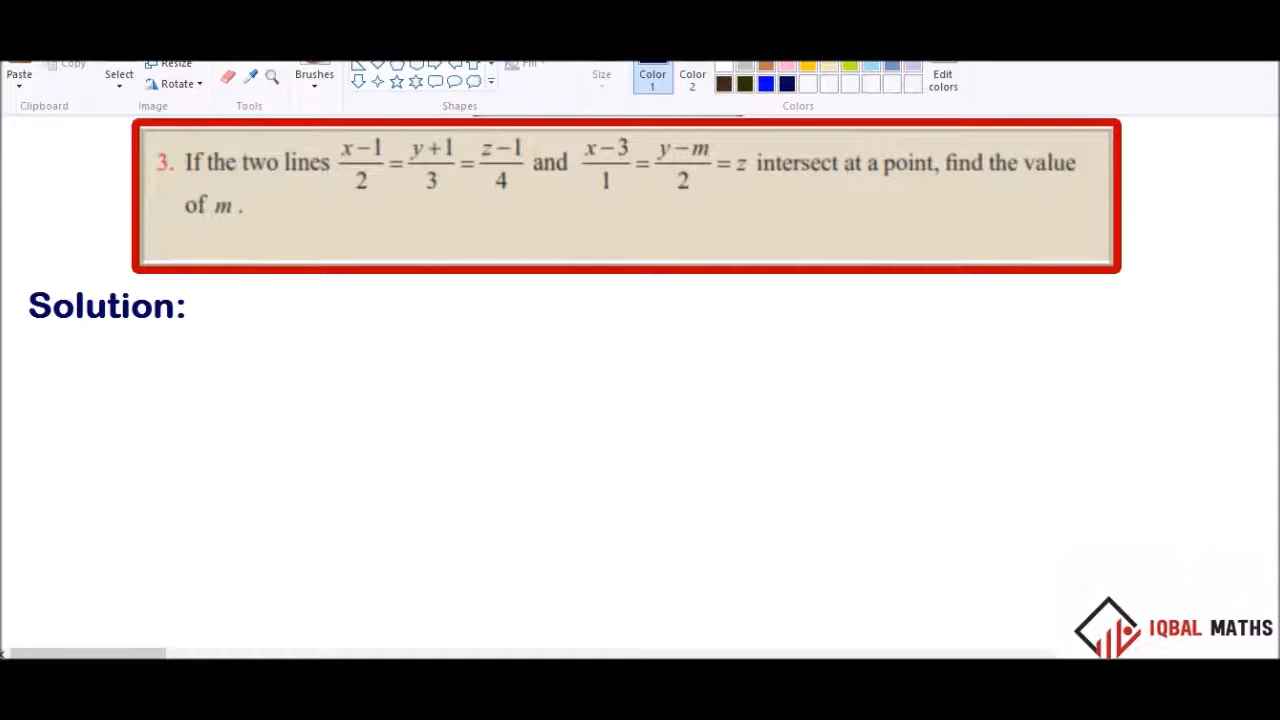 Paste Copy Select Resize Rotate Brushes Size Fill Color 1 Color 2 Edit colors
Clipboard Image Tools Shapes Colors
3. If the two lines (x−1)/2 = (y+1)/3 = (z−1)/4 and (x−3)/1 = (y−m)/2 = z intersect at a point, find the value
of m .
Solution:
IQBAL MATHS